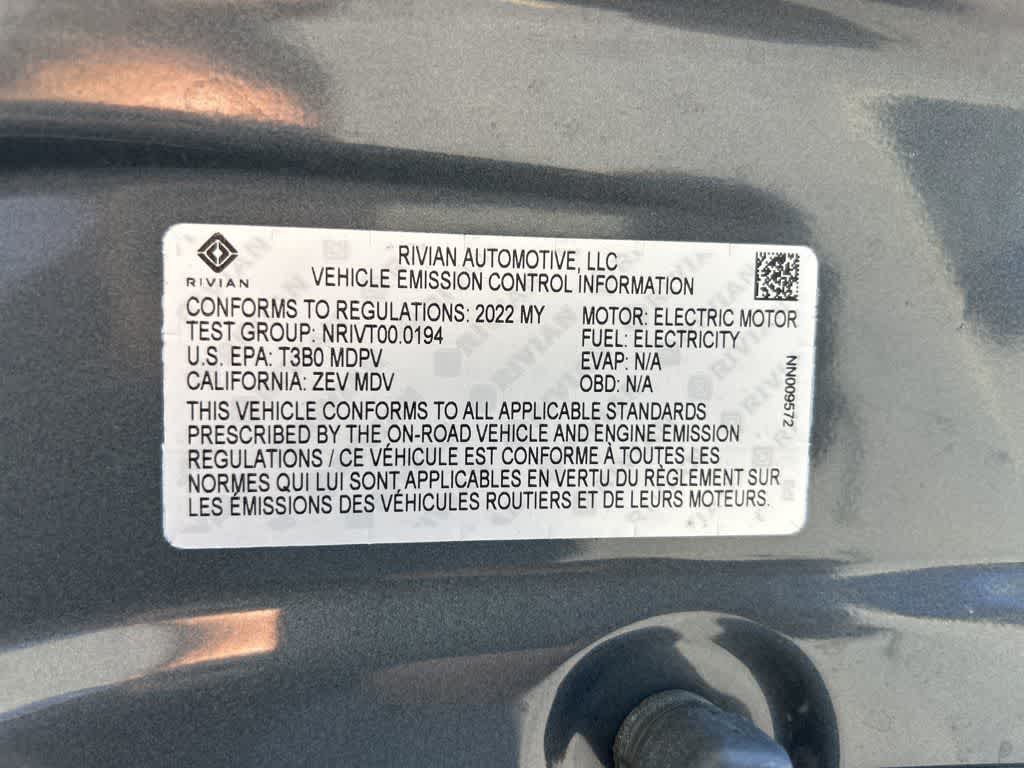 RIVIAN
RIVIAN AUTOMOTIVE, LLC
VEHICLE EMISSION CONTROL INFORMATION
CONFORMS TO REGULATIONS: 2022 MY
TEST GROUP: NRIVT00.0194
U.S. EPA: T3B0 MDPV
CALIFORNIA: ZEV MDV
MOTOR: ELECTRIC MOTOR
FUEL: ELECTRICITY
EVAP: N/A
OBD: N/A
NN009572
THIS VEHICLE CONFORMS TO ALL APPLICABLE STANDARDS
PRESCRIBED BY THE ON-ROAD VEHICLE AND ENGINE EMISSION
REGULATIONS / CE VÉHICULE EST CONFORME À TOUTES LES
NORMES QUI LUI SONT APPLICABLES EN VERTU DU RÈGLEMENT SUR
LES ÉMISSIONS DES VÉHICULES ROUTIERS ET DE LEURS MOTEURS.